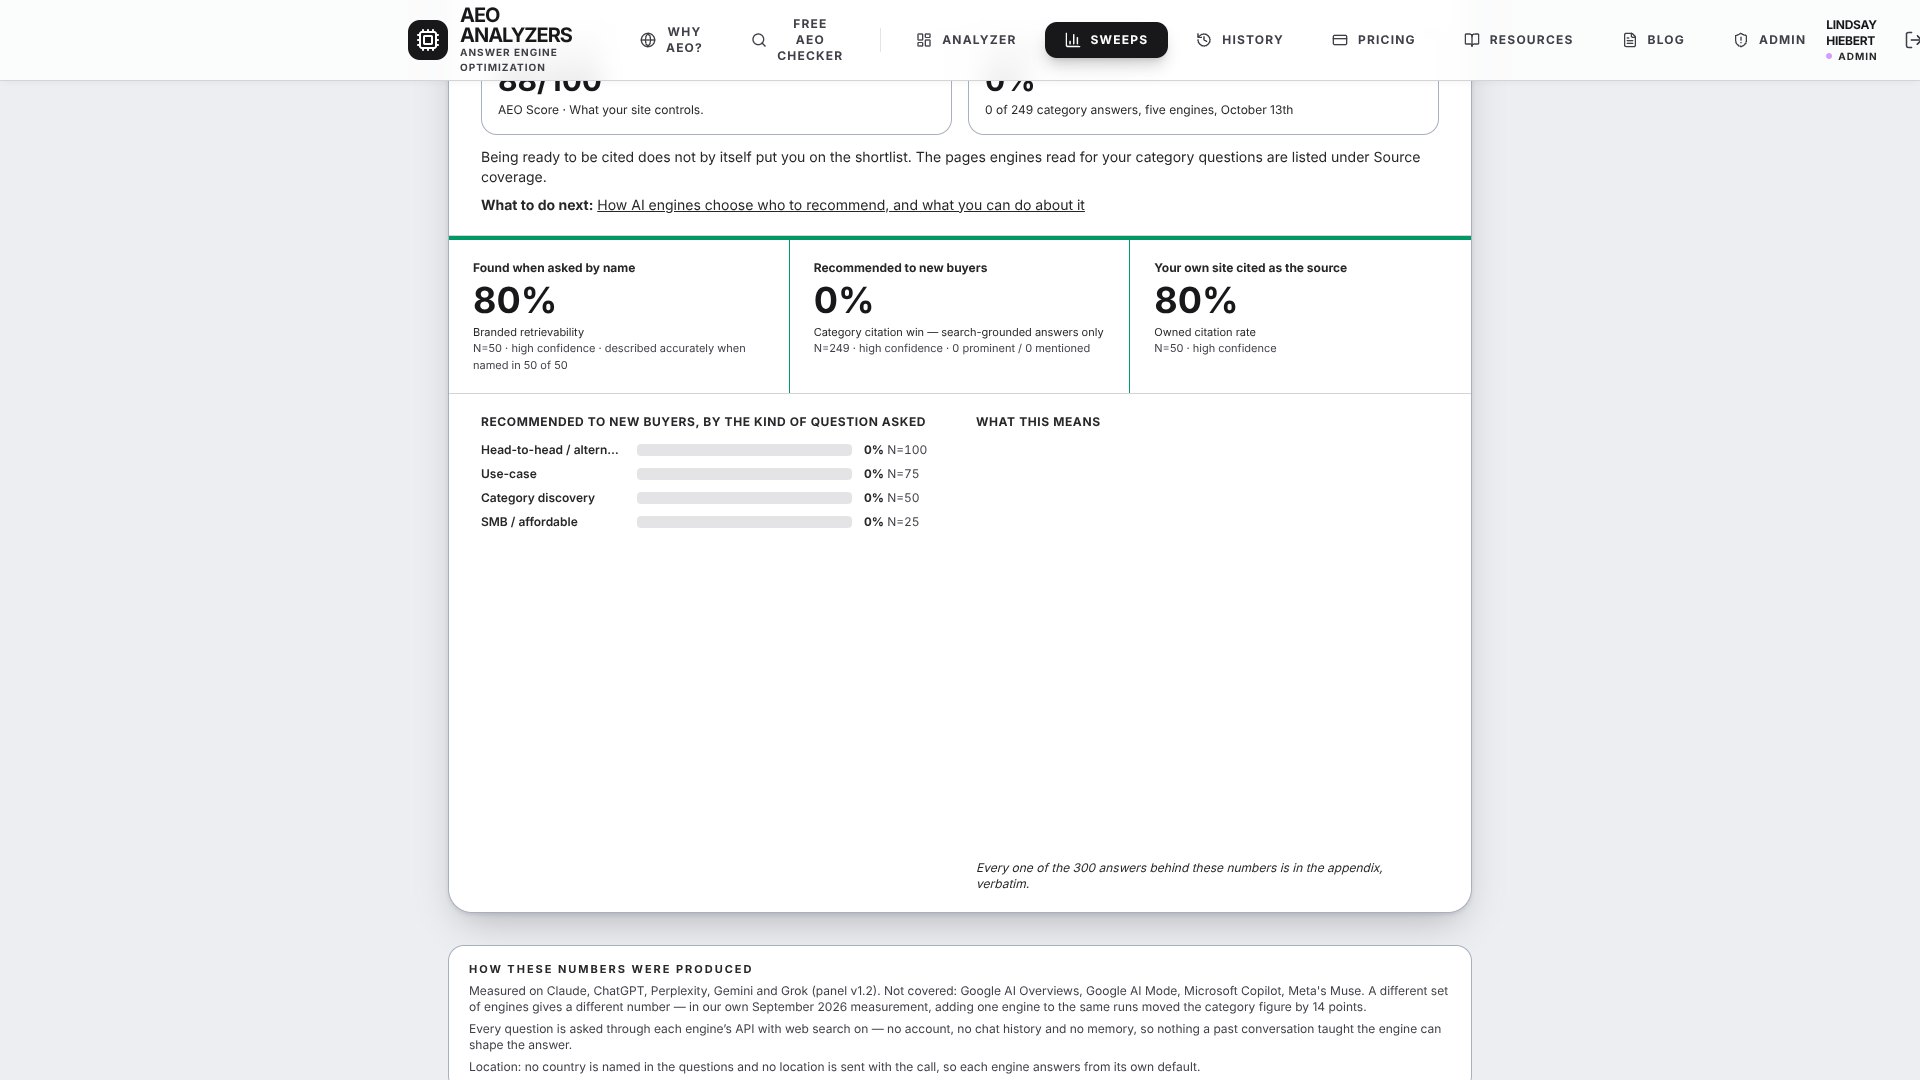 AEO
ANALYZERS
ANSWER ENGINE
OPTIMIZATION
WHY
AEO?
FREE
AEO
CHECKER
ANALYZER
SWEEPS
HISTORY
PRICING
RESOURCES
BLOG
ADMIN
LINDSAY
HIEBERT
ADMIN
88/100
AEO Score · What your site controls.
0%
0 of 249 category answers, five engines, October 13th
Being ready to be cited does not by itself put you on the shortlist. The pages engines read for your category questions are listed under Source
coverage.
What to do next: How AI engines choose who to recommend, and what you can do about it
Found when asked by name
80%
Branded retrievability
N=50 · high confidence · described accurately when
named in 50 of 50
Recommended to new buyers
0%
Category citation win — search-grounded answers only
N=249 · high confidence · 0 prominent / 0 mentioned
Your own site cited as the source
80%
Owned citation rate
N=50 · high confidence
RECOMMENDED TO NEW BUYERS, BY THE KIND OF QUESTION ASKED
Head-to-head / altern... 0% N=100
Use-case 0% N=75
Category discovery 0% N=50
SMB / affordable 0% N=25
WHAT THIS MEANS
Every one of the 300 answers behind these numbers is in the appendix,
verbatim.
HOW THESE NUMBERS WERE PRODUCED
Measured on Claude, ChatGPT, Perplexity, Gemini and Grok (panel v1.2). Not covered: Google AI Overviews, Google AI Mode, Microsoft Copilot, Meta's Muse. A different set
of engines gives a different number — in our own September 2026 measurement, adding one engine to the same runs moved the category figure by 14 points.
Every question is asked through each engine’s API with web search on — no account, no chat history and no memory, so nothing a past conversation taught the engine can
shape the answer.
Location: no country is named in the questions and no location is sent with the call, so each engine answers from its own default.